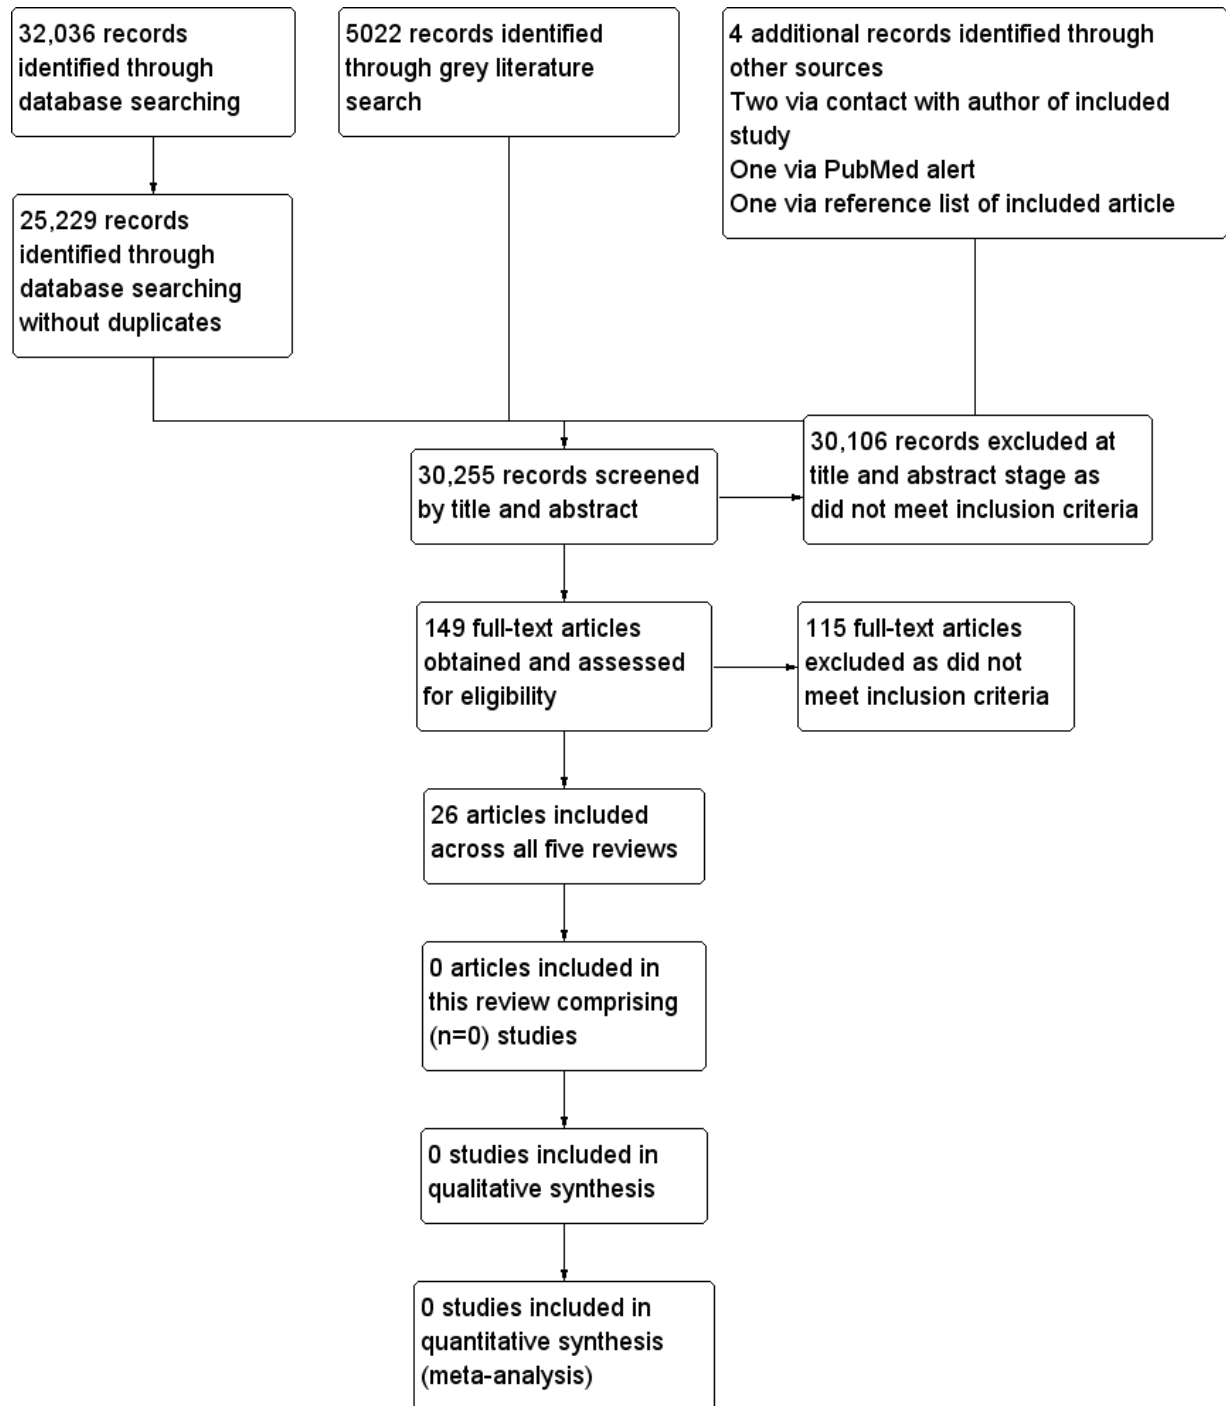 32,036 records
identified through
database searching
5022 records identified
through grey literature
search
4 additional records identified through
other sources
Two via contact with author of included
study
One via PubMed alert
One via reference list of included article
25,229 records
identified through
database searching
without duplicates
30,255 records screened
by title and abstract
30,106 records excluded at
title and abstract stage as
did not meet inclusion criteria
149 full-text articles
obtained and assessed
for eligibility
115 full-text articles
excluded as did not
meet inclusion criteria
26 articles included
across all five reviews
0 articles included in
this review comprising
(n=0) studies
0 studies included in
qualitative synthesis
0 studies included in
quantitative synthesis
(meta-analysis)